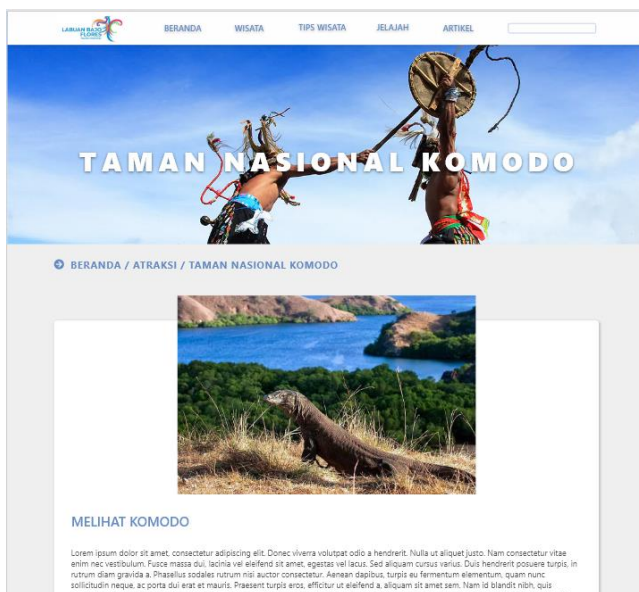 LABUAN BAJO
FLORES
BERANDA
WISATA
TIPS WISATA
JELAJAH
ARTIKEL
TAMAN NASIONAL KOMODO
BERANDA / ATRAKSI / TAMAN NASIONAL KOMODO
MELIHAT KOMODO
Lorem ipsum dolor sit amet, consectetur adipiscing elit. Donec viverra volutpat odio a hendrerit. Nulla ut aliquet justo. Nam consectetur vitae
enim nec vestibulum. Fusce massa dui, lacinia vel eleifend sit amet, egestas vel lacus. Sed aliquam cursus varius. Duis hendrerit posuere turpis, in
rutrum diam gravida a. Phasellus sodales rutrum nisi auctor consectetur. Aenean dapibus, turpis eu fermentum elementum, quam nunc
sollicitudin neque, ac porta dui erat et mauris. Praesent turpis eros, efficitur ut eleifend a, aliquam sit amet sem. Nam id blandit nibh, quis